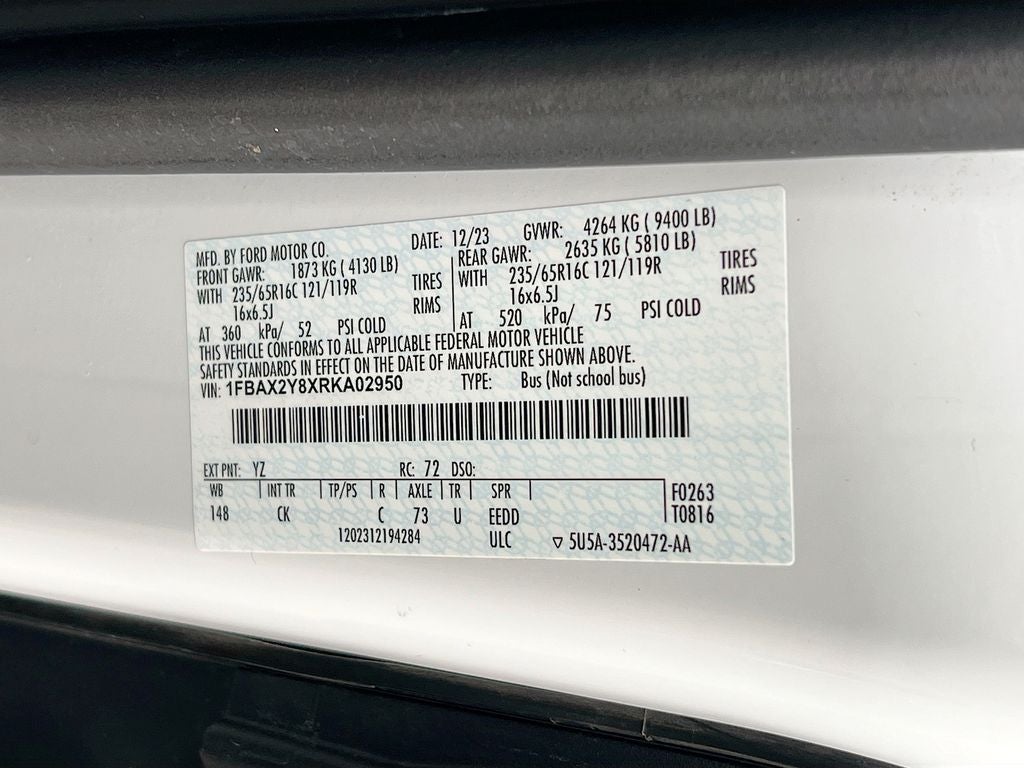 MFD. BY FORD MOTOR CO. DATE: 12/23 GVWR: 4264 KG ( 9400 LB)
FRONT GAWR: 1873 KG ( 4130 LB) REAR GAWR: 2635 KG ( 5810 LB)
WITH 235/65R16C 121/119R TIRES WITH 235/65R16C 121/119R TIRES
16x6.5J RIMS 16x6.5J RIMS
AT 360 kPa/ 52 PSI COLD AT 520 kPa/ 75 PSI COLD
THIS VEHICLE CONFORMS TO ALL APPLICABLE FEDERAL MOTOR VEHICLE
SAFETY STANDARDS IN EFFECT ON THE DATE OF MANUFACTURE SHOWN ABOVE.
VIN: 1FBAX2Y8XRKA02950 TYPE: Bus (Not school bus)
EXT PNT: YZ RC: 72 DSO:
WB INT TR TP/PS R AXLE TR SPR F0263
148 CK C 73 U EEDD T0816
1202312194284 ULC ▽ 5U5A-3520472-AA